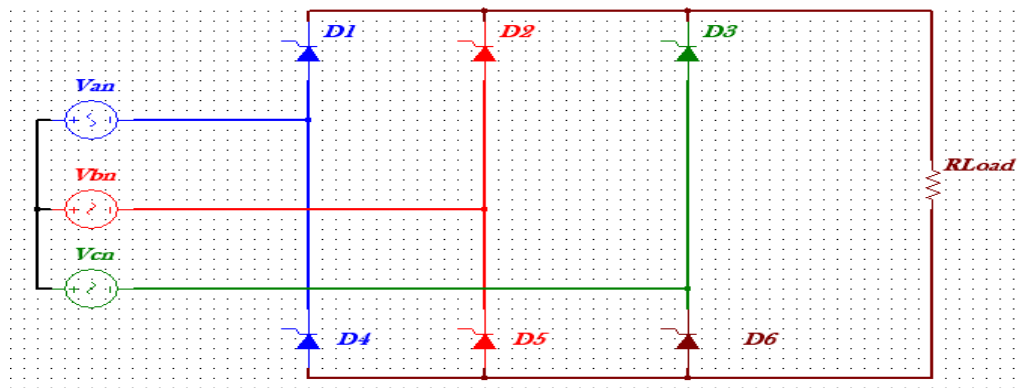 D1 D2 D3
Van
RLoad
Vbn
Vcn
D4 D5 D6